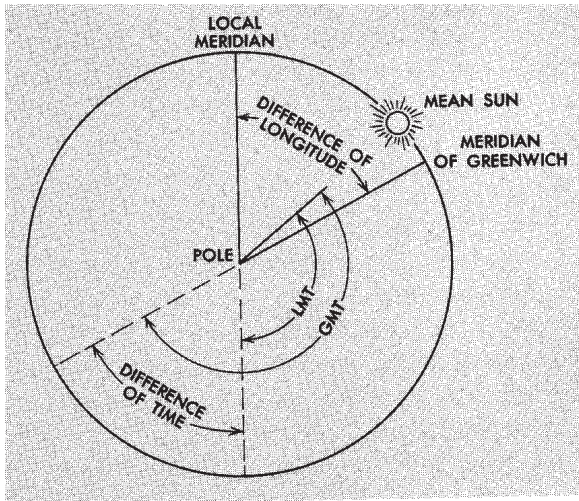 LOCAL
MERIDIAN
MEAN SUN
DIFFERENCE OF
LONGITUDE
MERIDIAN
OF GREENWICH
POLE
LMT
GMT
DIFFERENCE
OF TIME